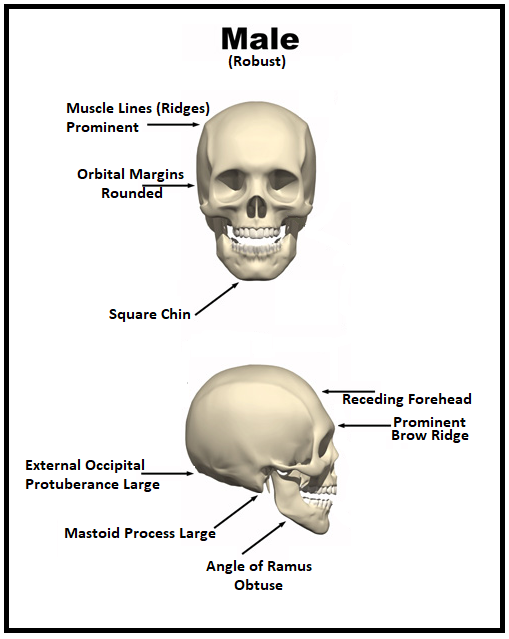 Male
(Robust)
Muscle Lines (Ridges)
Prominent
Orbital Margins
Rounded
Square Chin
Receding Forehead
Prominent
Brow Ridge
External Occipital
Protuberance Large
Mastoid Process Large
Angle of Ramus
Obtuse